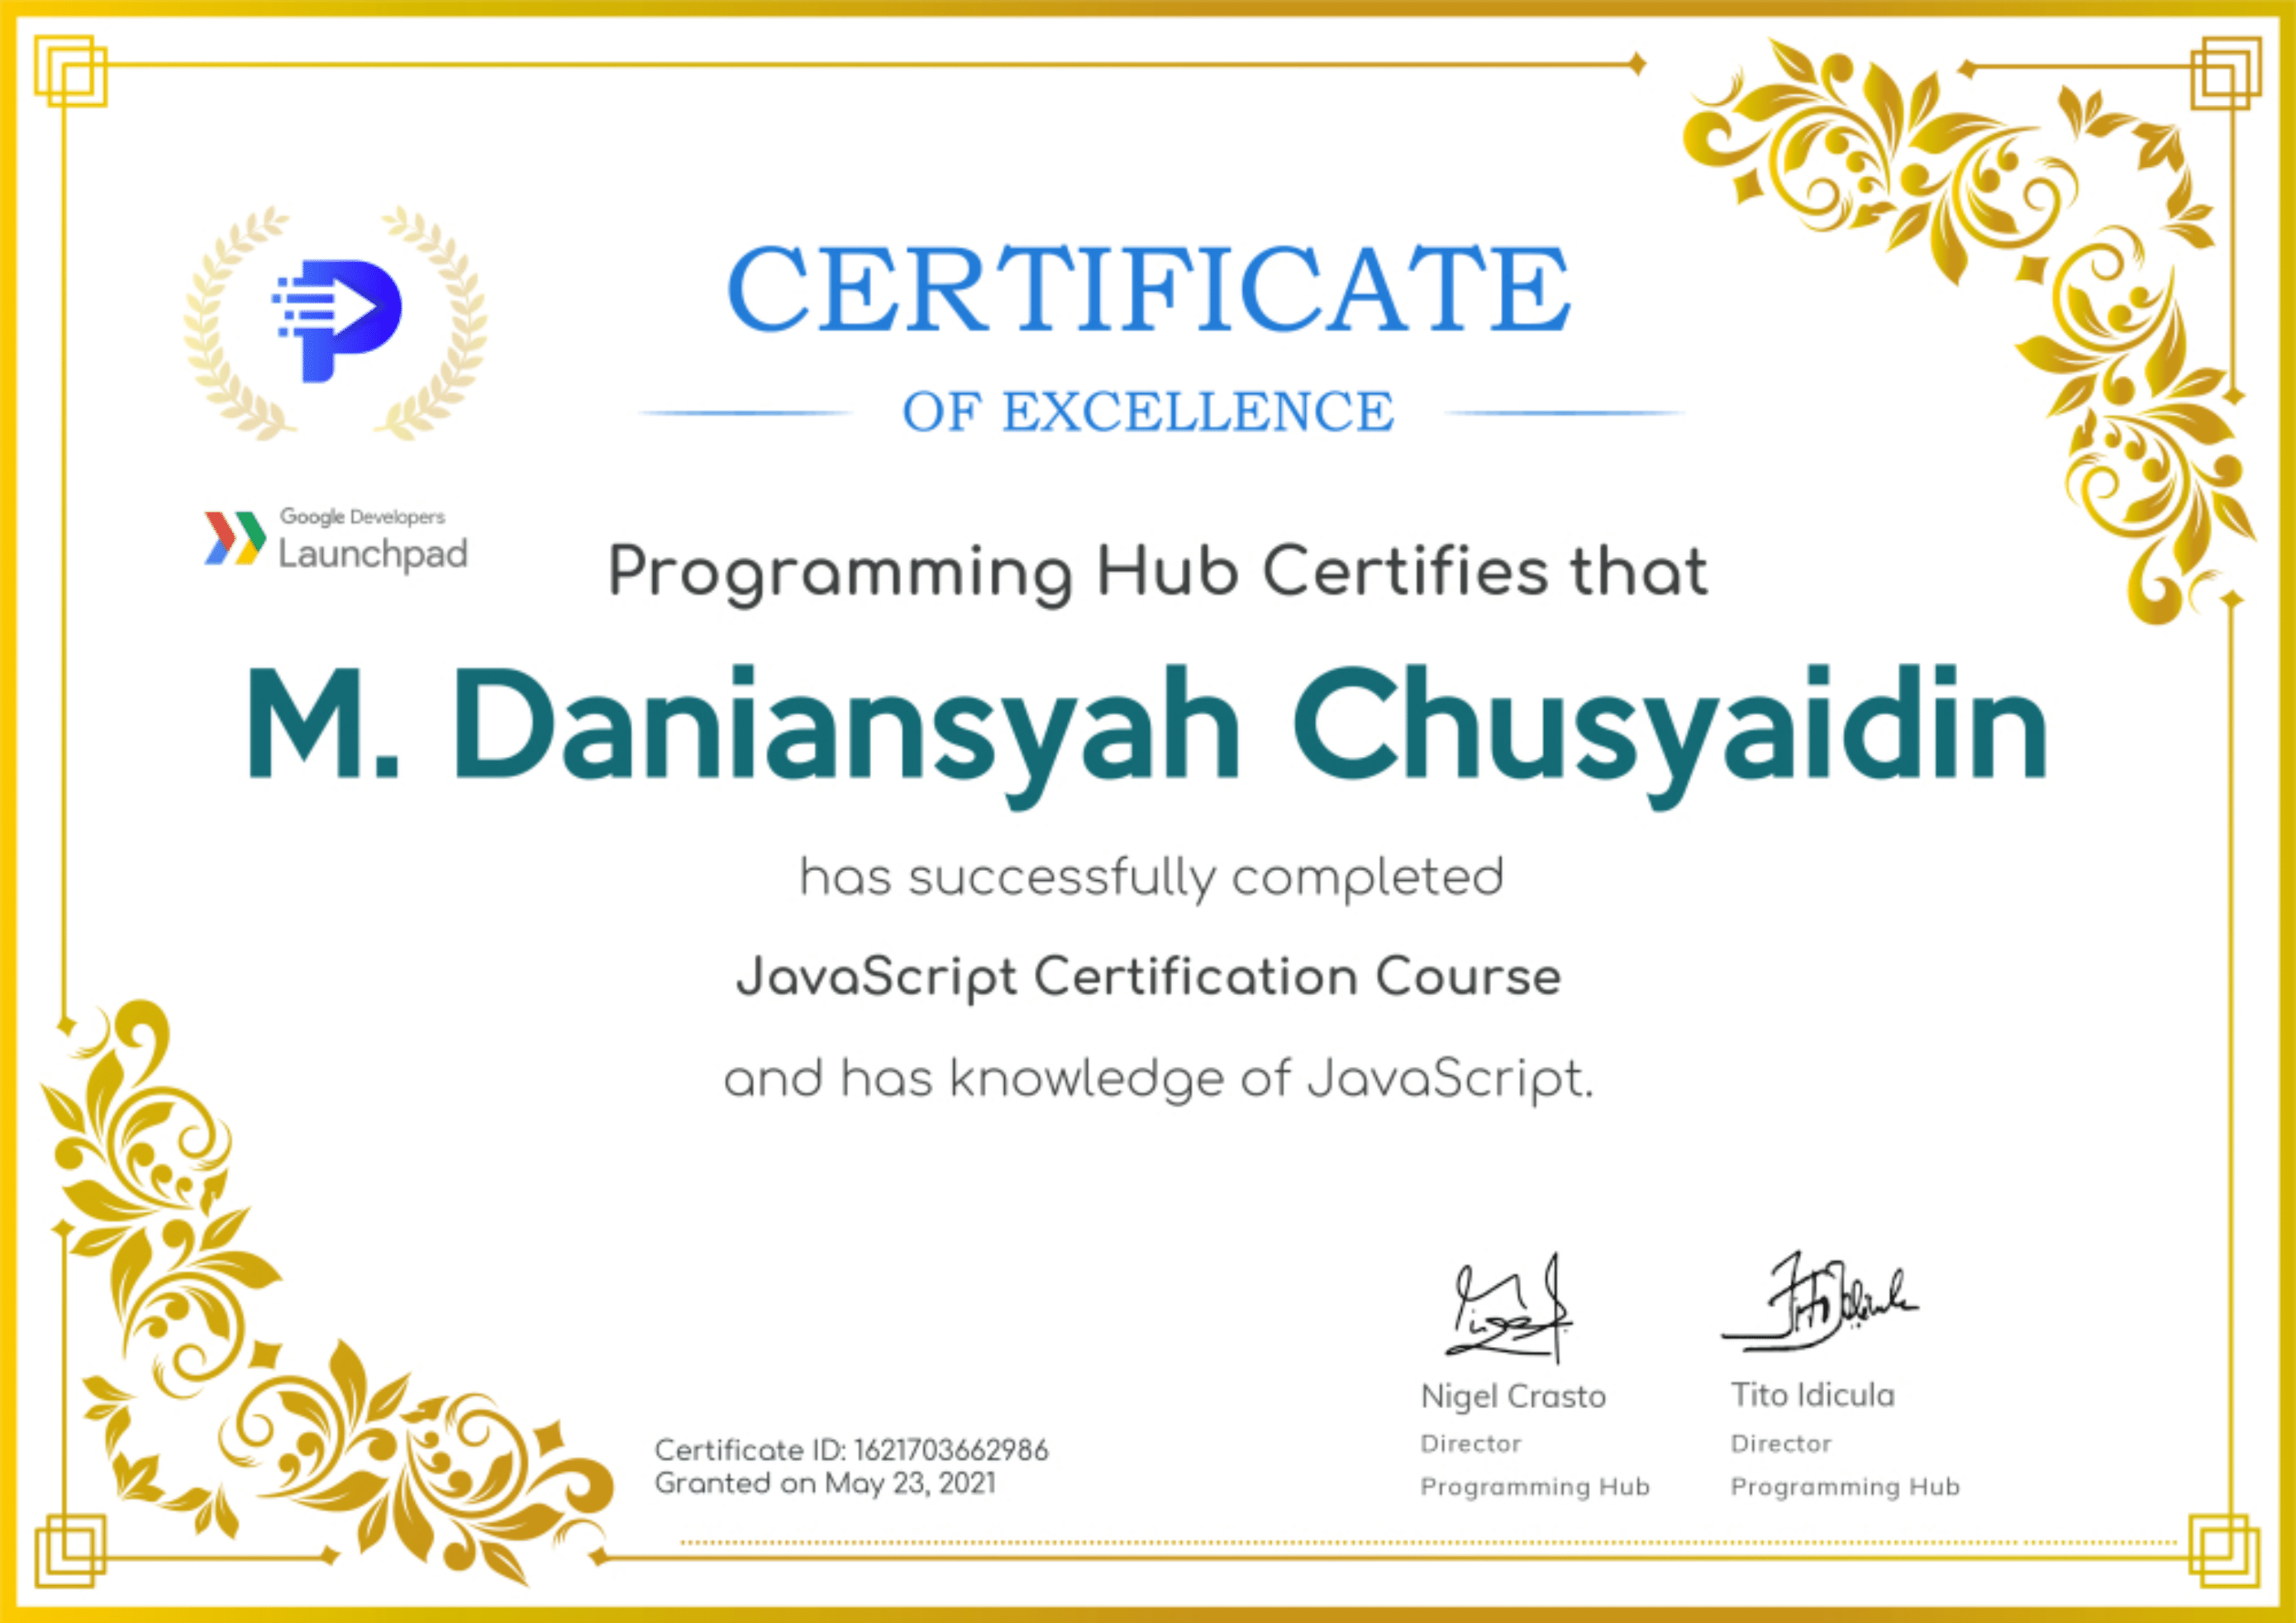 CERTIFICATE
OF EXCELLENCE
Google Developers
Launchpad
Programming Hub Certifies that
M. Daniansyah Chusyaidin
has successfully completed
JavaScript Certification Course
and has knowledge of JavaScript.
Nigel Crasto
Director
Programming Hub
Tito Idicula
Director
Programming Hub
Certificate ID: 1621703662986
Granted on May 23, 2021